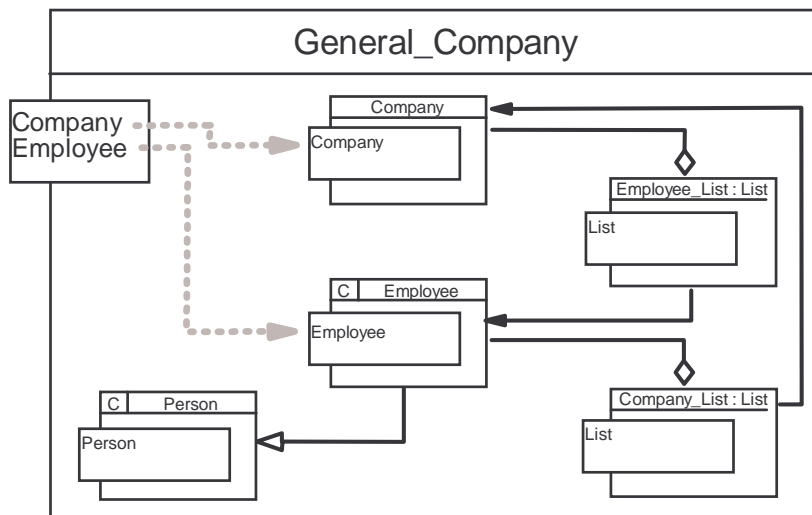 General_Company
Company
Employee
Company
Company
Employee_List : List
List
C Employee
Employee
C Person
Person
Company_List : List
List